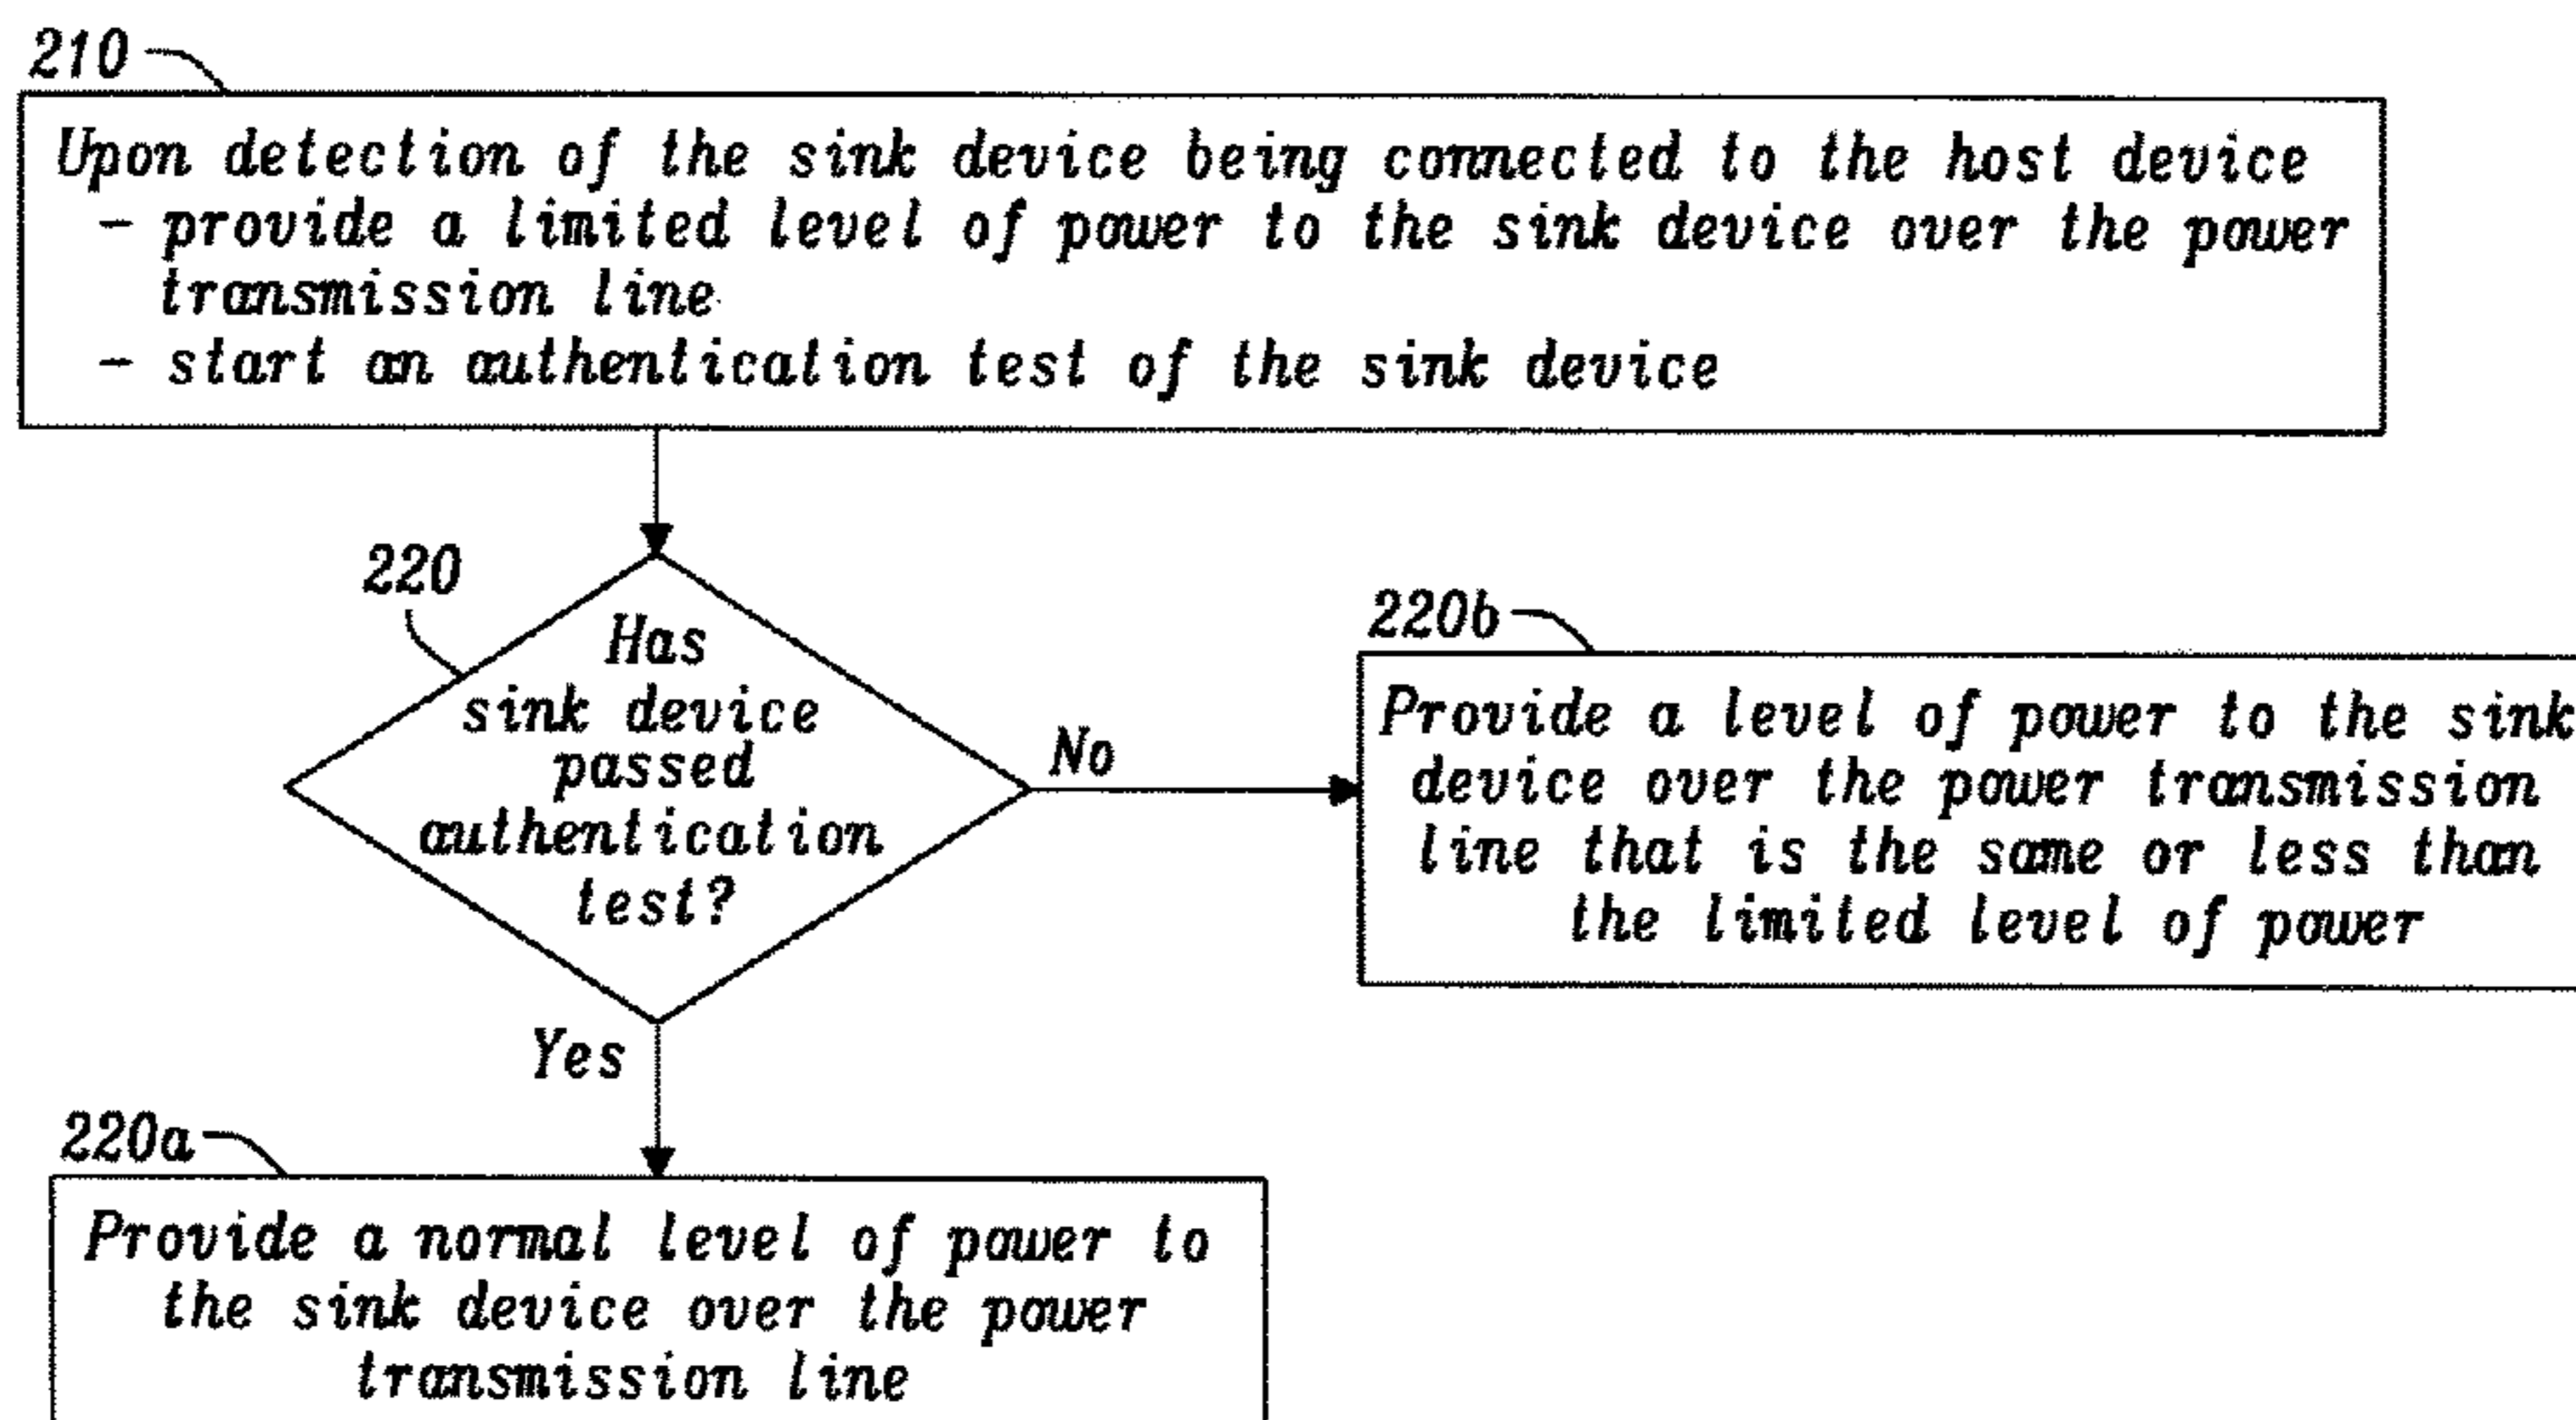 210
Upon detection of the sink device being connected to the host device
- provide a limited level of power to the sink device over the power
transmission line
- start an authentication test of the sink device
220
Has
sink device
passed
authentication
test?
No
220b
Provide a level of power to the sink
device over the power transmission
line that is the same or less than
the limited level of power
Yes
220a
Provide a normal level of power to
the sink device over the power
transmission line